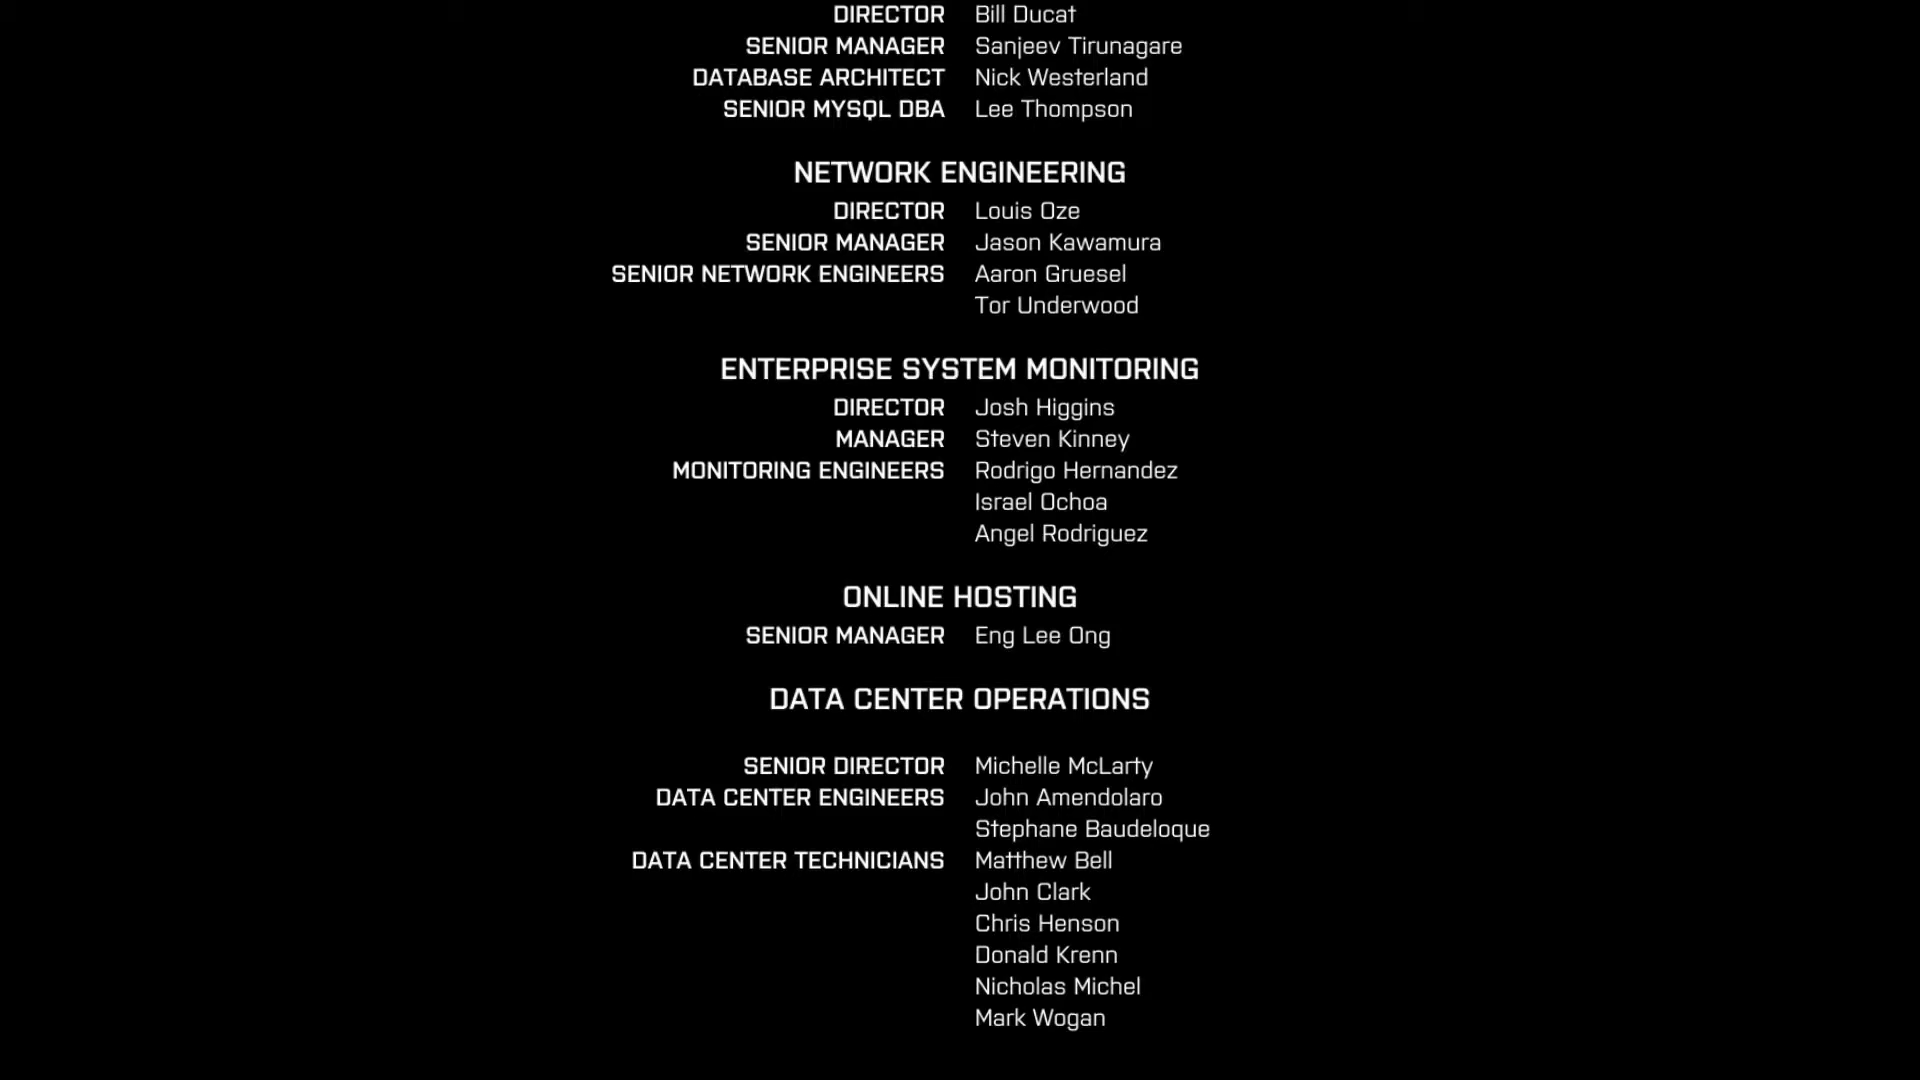 DIRECTOR Bill Ducat
SENIOR MANAGER Sanjeev Tirunagare
DATABASE ARCHITECT Nick Westerland
SENIOR MYSQL DBA Lee Thompson
NETWORK ENGINEERING
DIRECTOR Louis Oze
SENIOR MANAGER Jason Kawamura
SENIOR NETWORK ENGINEERS Aaron Gruesel
Tor Underwood
ENTERPRISE SYSTEM MONITORING
DIRECTOR Josh Higgins
MANAGER Steven Kinney
MONITORING ENGINEERS Rodrigo Hernandez
Israel Ochoa
Angel Rodriguez
ONLINE HOSTING
SENIOR MANAGER Eng Lee Ong
DATA CENTER OPERATIONS
SENIOR DIRECTOR Michelle McLarty
DATA CENTER ENGINEERS John Amendolaro
Stephane Baudeloque
DATA CENTER TECHNICIANS Matthew Bell
John Clark
Chris Henson
Donald Krenn
Nicholas Michel
Mark Wogan